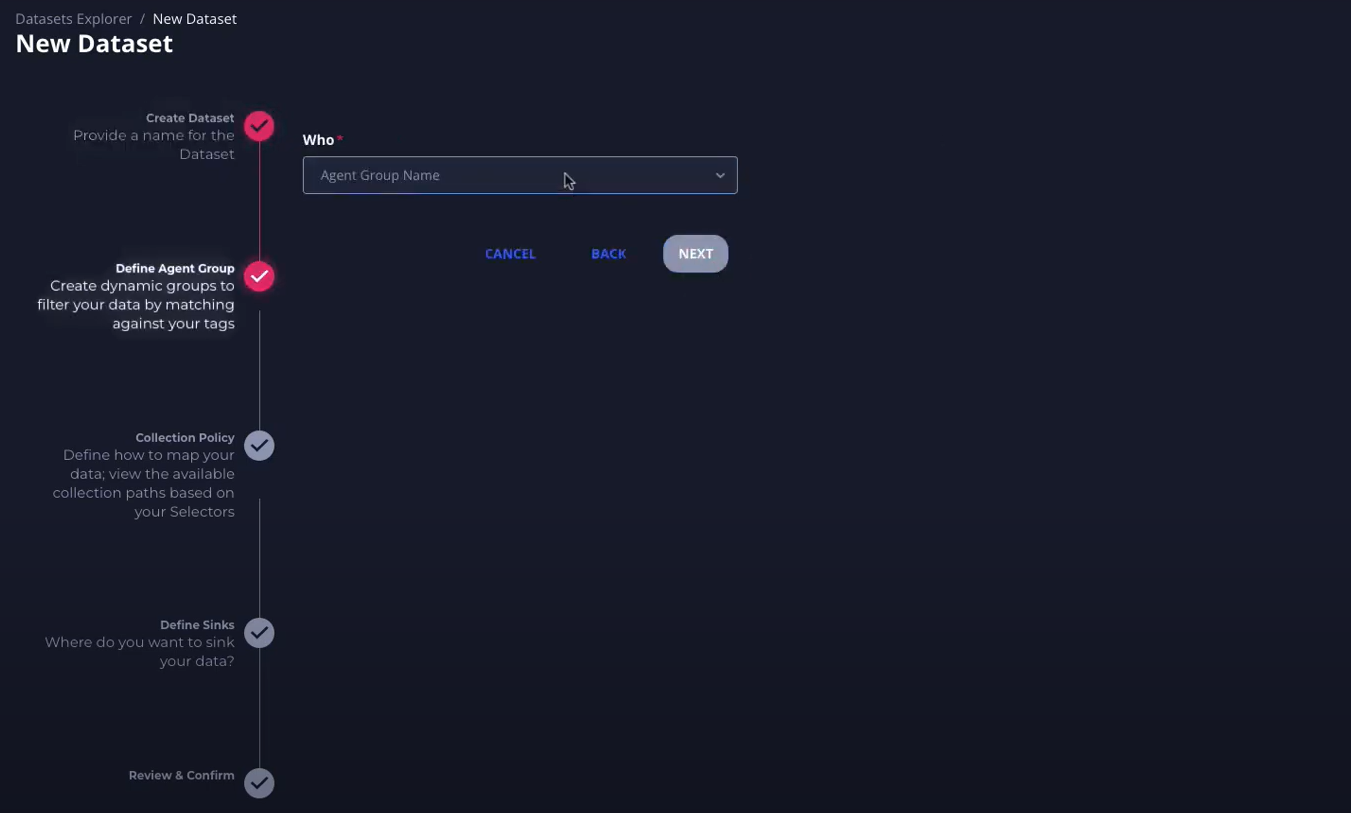 Datasets Explorer / New Dataset
New Dataset
Create Dataset
Provide a name for the
Dataset
Who*
Agent Group Name
CANCEL BACK NEXT
Define Agent Group
Create dynamic groups to
filter your data by matching
against your tags
Collection Policy
Define how to map your
data; view the available
collection paths based on
your Selectors
Define Sinks
Where do you want to sink
your data?
Review & Confirm